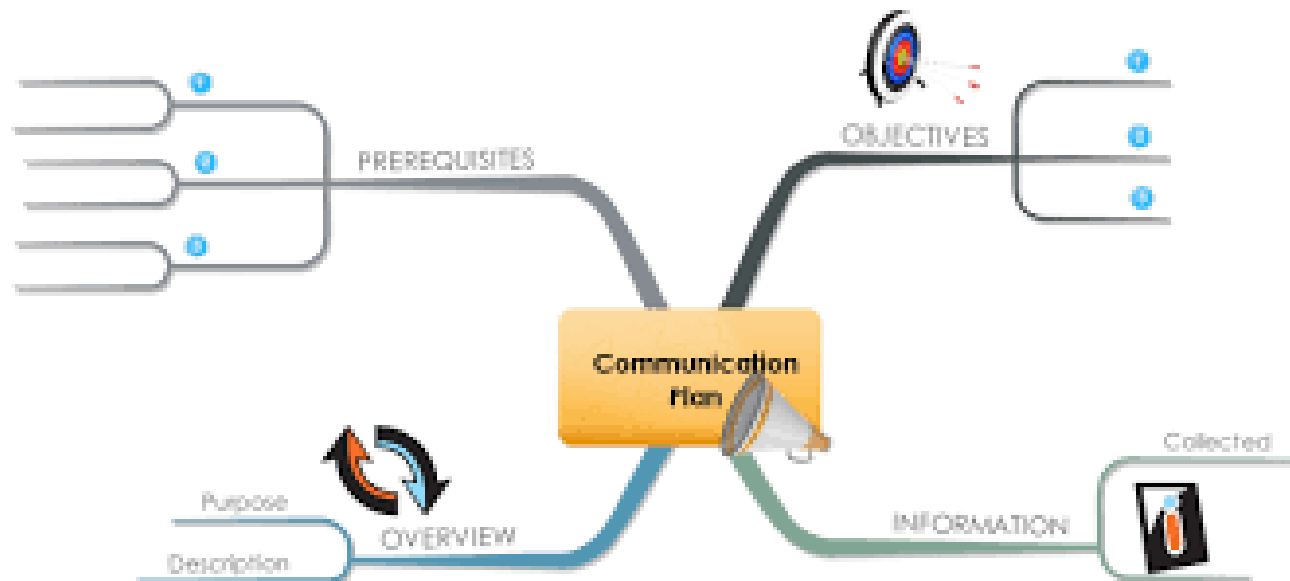 OBJECTIVES
PREREQUISITES
Communication
Plan
Collected
Purpose
INFORMATION
OVERVIEW
Description